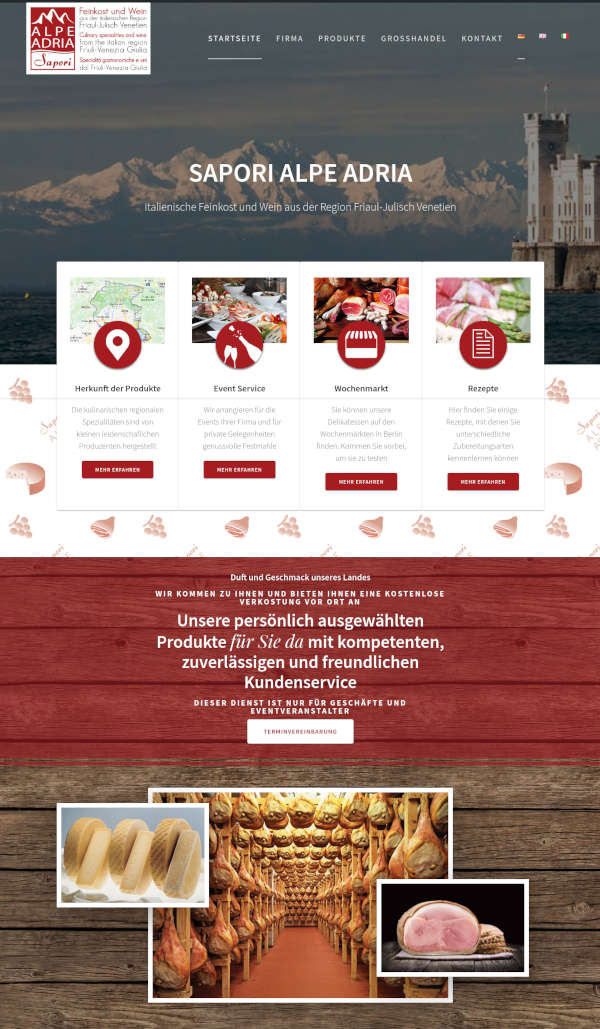 ALPE
ADRIA
Sapori
Feinkost und Wein
aus der italienischen Region
Friaul-Julisch Venetien
Culinary specialities and wine
from the italian region
Friuli-Venezia Giulia
Specialità gastronomiche e vini
dal Friuli-Venezia Giulia
STARTSEITE FIRMA PRODUKTE GROSSHANDEL KONTAKT
SAPORI ALPE ADRIA
italienische Feinkost und Wein aus der Region Friaul-Julisch Venetien
Herkunft der Produkte
Die kulinarischen regionalen
Spezialitäten sind von
kleinen leidenschaflichen
Produzenten hergestellt
MEHR ERFAHREN
Event Service
Wir arrangieren für die
Events Ihrer Firma und für
private Gelegenheiten
genussvolle Festmahle
MEHR ERFAHREN
Wochenmarkt
Sie können unsere
Delikatessen auf den
Wochenmärkten in Berlin
finden. Kommen Sie vorbei,
um sie zu testen
MEHR ERFAHREN
Rezepte
Hier finden Sie einige
Rezepte, mit denen Sie
unterschiedliche
Zubereitungsarten
kennenlernen können
MEHR ERFAHREN
Duft und Geschmack unseres Landes
WIR KOMMEN ZU IHNEN UND BIETEN IHNEN EINE KOSTENLOSE
VERKOSTUNG VOR ORT AN
Unsere persönlich ausgewählten
Produkte für Sie da mit kompetenten,
zuverlässigen und freundlichen
Kundenservice
DIESER DIENST IST NUR FÜR GESCHÄFTE UND
EVENTVERANSTALTER
TERMINVEREINBARUNG